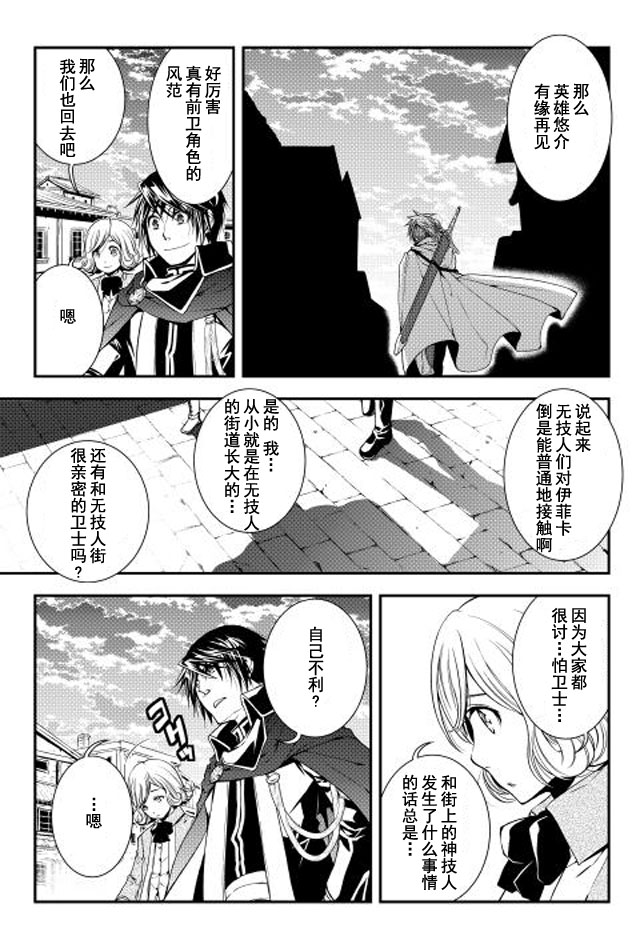 那么
英雄悠介
有缘再见
好厉害
真有前卫角色的
风范
那么
我们也回去吧
嗯
说起来
无技人们对伊菲卡
倒是能普通地接触啊
是的 我…
从小就是在无技人
的街道长大的…
还有和无技人街
很亲密的卫士吗?
因为大家都
很讨…怕卫士…
和街上的神技人
发生了什么事情
的话总是…
自己不利?
コクッ
…嗯